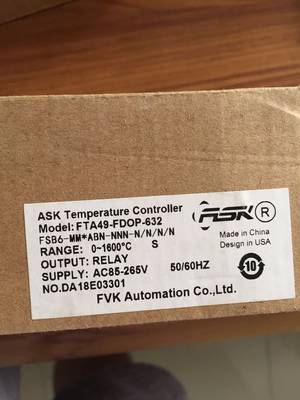 ASK Temperature Controller
Model: FTA49-FDOP-632
FSB6-MM*ABN-NNN-N/N/N/N
RANGE: 0~1600°C S
OUTPUT: RELAY
SUPPLY: AC85-265V 50/60HZ
NO.DA18E03301
FVK Automation Co.,Ltd.
ASK ®
Made in China
Design in USA
10